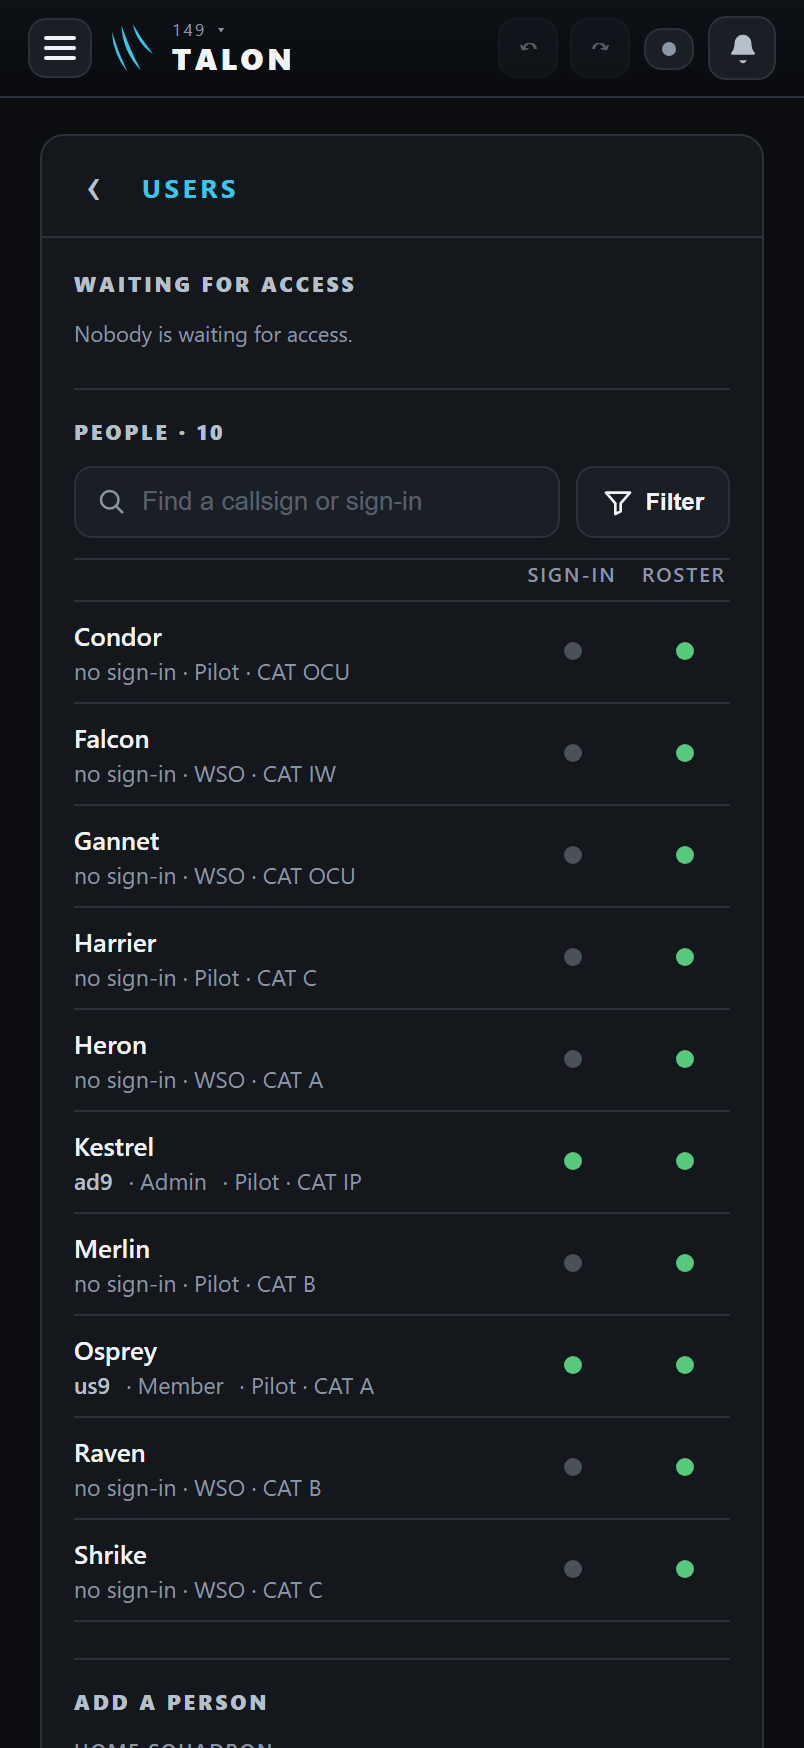 149
TALON
USERS
WAITING FOR ACCESS
Nobody is waiting for access.
PEOPLE · 10
Find a callsign or sign-in
Filter
SIGN-IN ROSTER
Condor
no sign-in · Pilot · CAT OCU
Falcon
no sign-in · WSO · CAT IW
Gannet
no sign-in · WSO · CAT OCU
Harrier
no sign-in · Pilot · CAT C
Heron
no sign-in · WSO · CAT A
Kestrel
ad9 · Admin · Pilot · CAT IP
Merlin
no sign-in · Pilot · CAT B
Osprey
us9 · Member · Pilot · CAT A
Raven
no sign-in · WSO · CAT B
Shrike
no sign-in · WSO · CAT C
ADD A PERSON
HOME SQUADRON